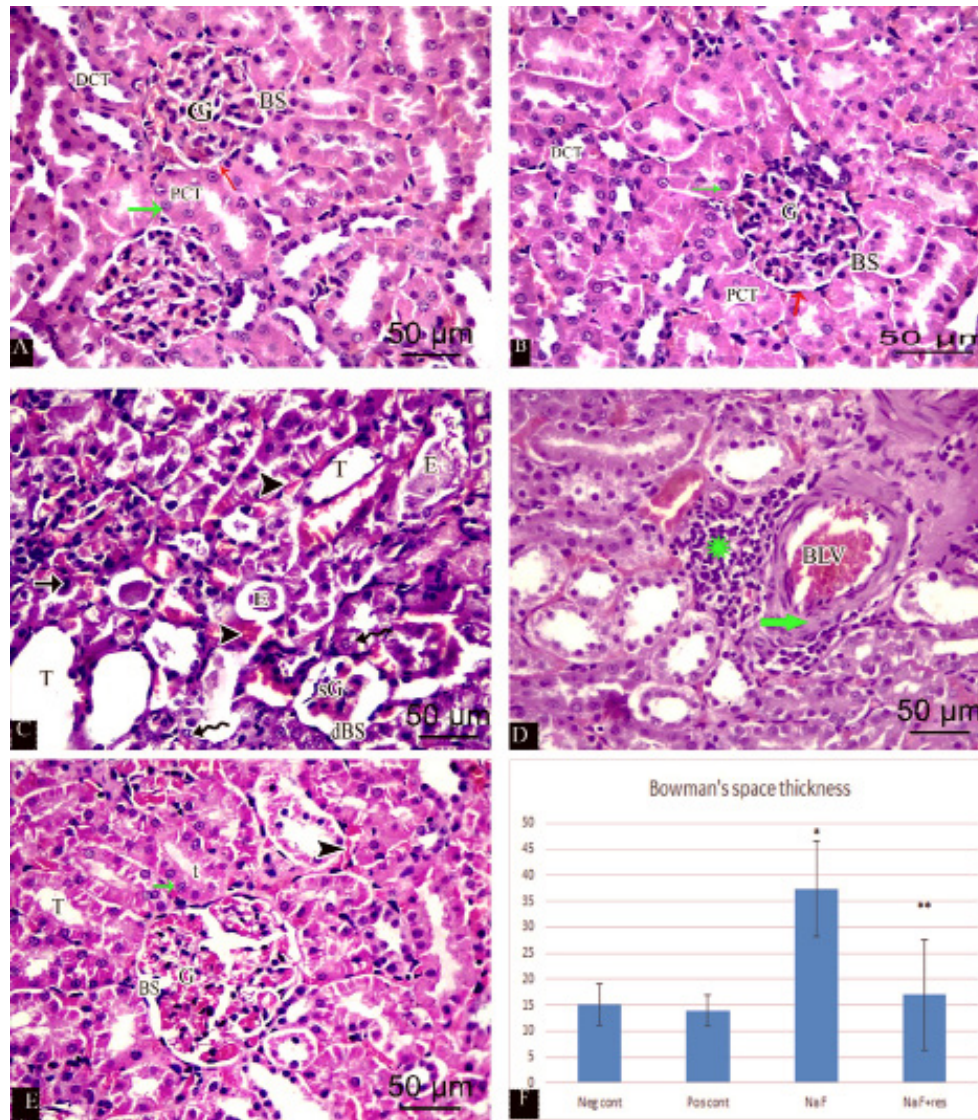 DCT
G
BS
PCT
A
50 µm
DCT
G
BS
PCT
B
50 µm
T
E
E
T
sG
dBS
C
50 µm
BLV
D
50 µm
t
T
G
BS
E
50 µm
Bowman's space thickness
50
45
40
35
30
25
20
15
10
5
0
*
**
Neg cont
Pos cont
NaF
NaF+res
F